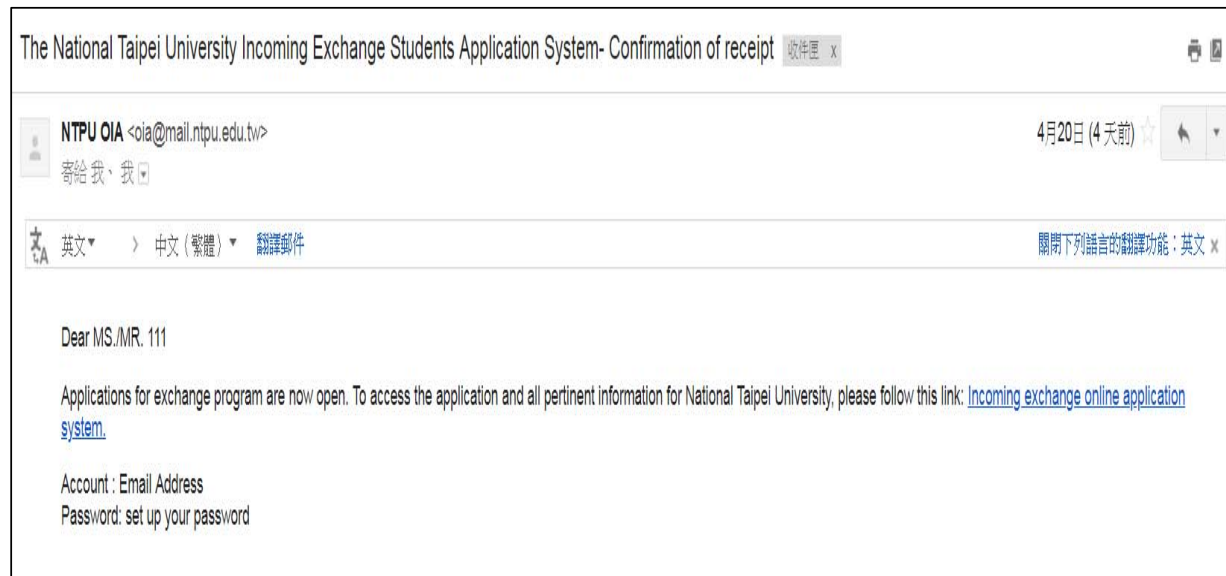 The National Taipei University Incoming Exchange Students Application System- Confirmation of receipt 收件匣 x
NTPU OIA <oia@mail.ntpu.edu.tw>
4月20日 (4 天前)
寄給 我、 我
英文 > 中文（繁體） 翻譯郵件
關閉下列語言的翻譯功能：英文 x
Dear MS./MR. 111
Applications for exchange program are now open. To access the application and all pertinent information for National Taipei University, please follow this link: Incoming exchange online application
system.
Account : Email Address
Password: set up your password